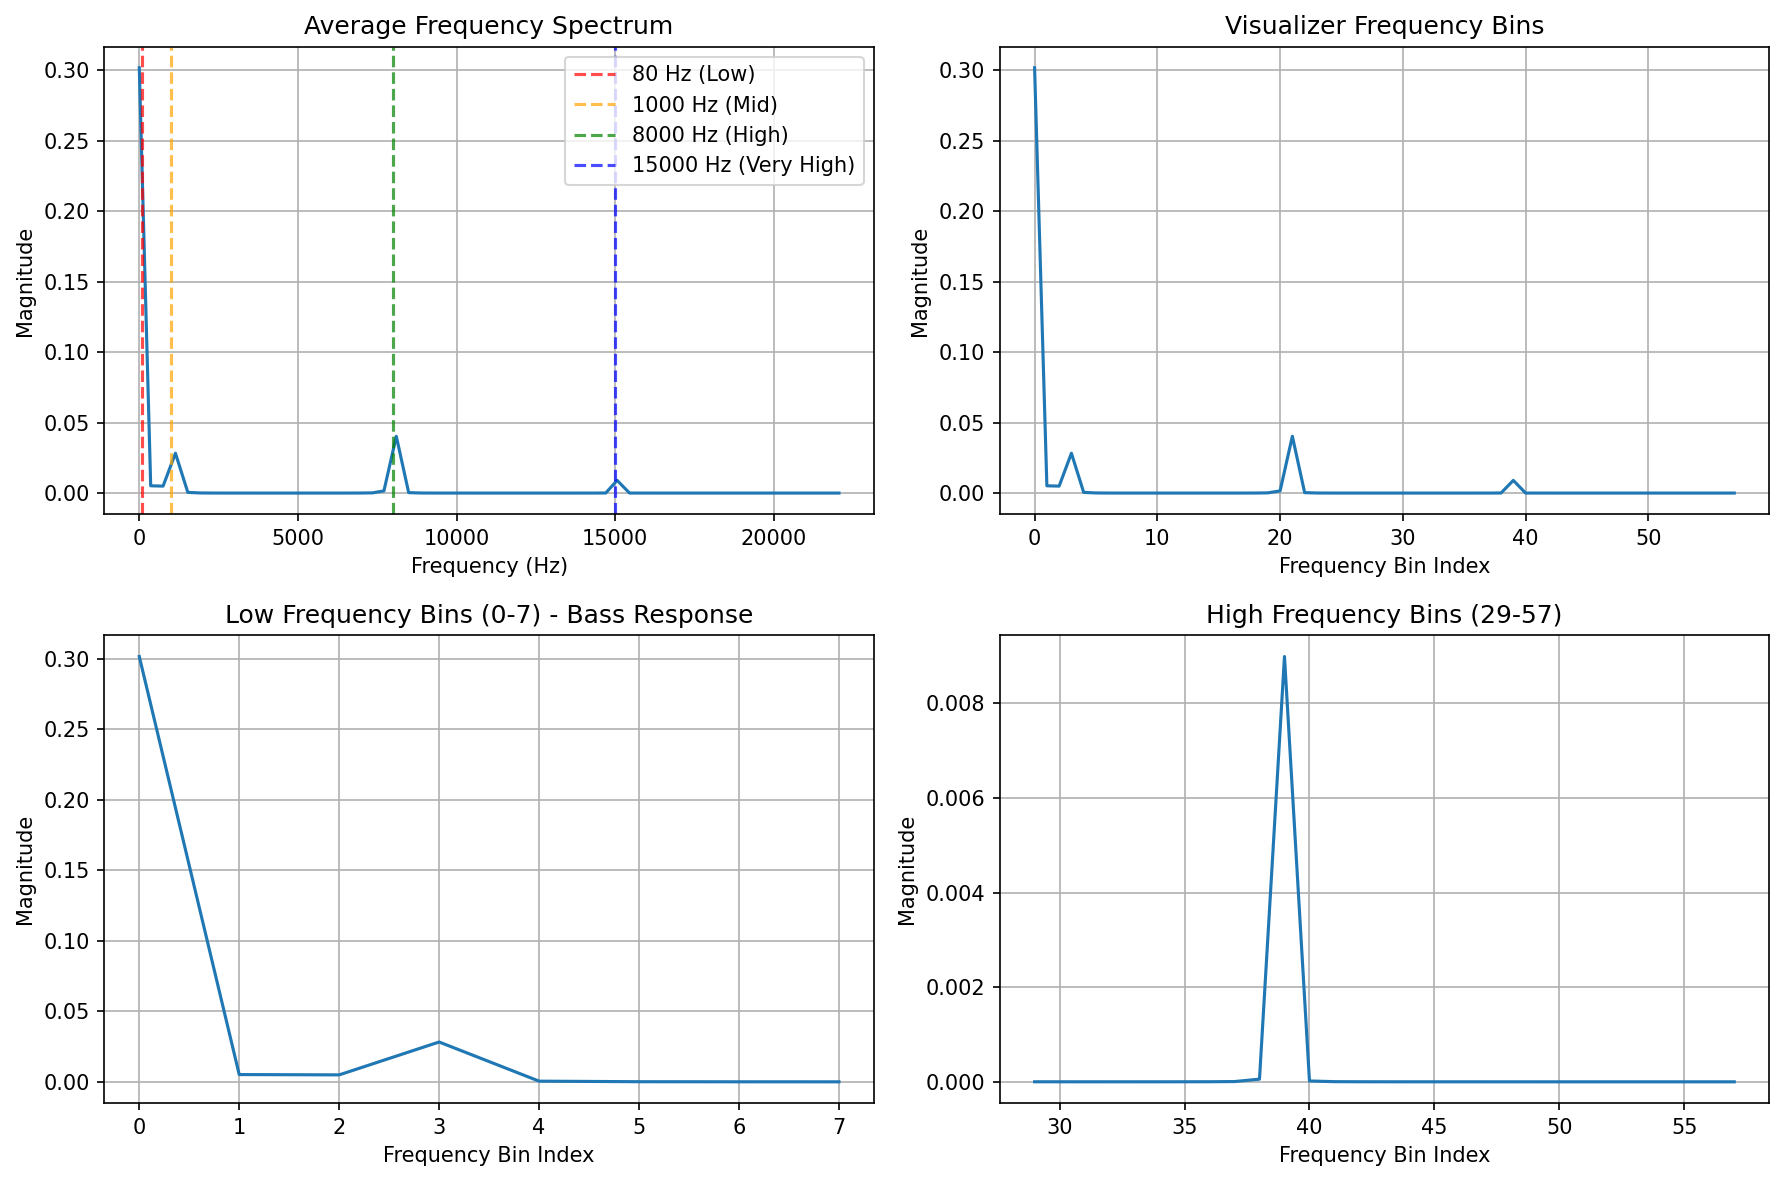 Average Frequency Spectrum
Magnitude
0.30
0.25
0.20
0.15
0.10
0.05
0.00
80 Hz (Low)
1000 Hz (Mid)
8000 Hz (High)
15000 Hz (Very High)
0 5000 10000 15000 20000
Frequency (Hz)
Visualizer Frequency Bins
Magnitude
0.30
0.25
0.20
0.15
0.10
0.05
0.00
0 10 20 30 40 50
Frequency Bin Index
Low Frequency Bins (0-7) - Bass Response
Magnitude
0.30
0.25
0.20
0.15
0.10
0.05
0.00
0 1 2 3 4 5 6 7
Frequency Bin Index
High Frequency Bins (29-57)
Magnitude
0.008
0.006
0.004
0.002
0.000
30 35 40 45 50 55
Frequency Bin Index